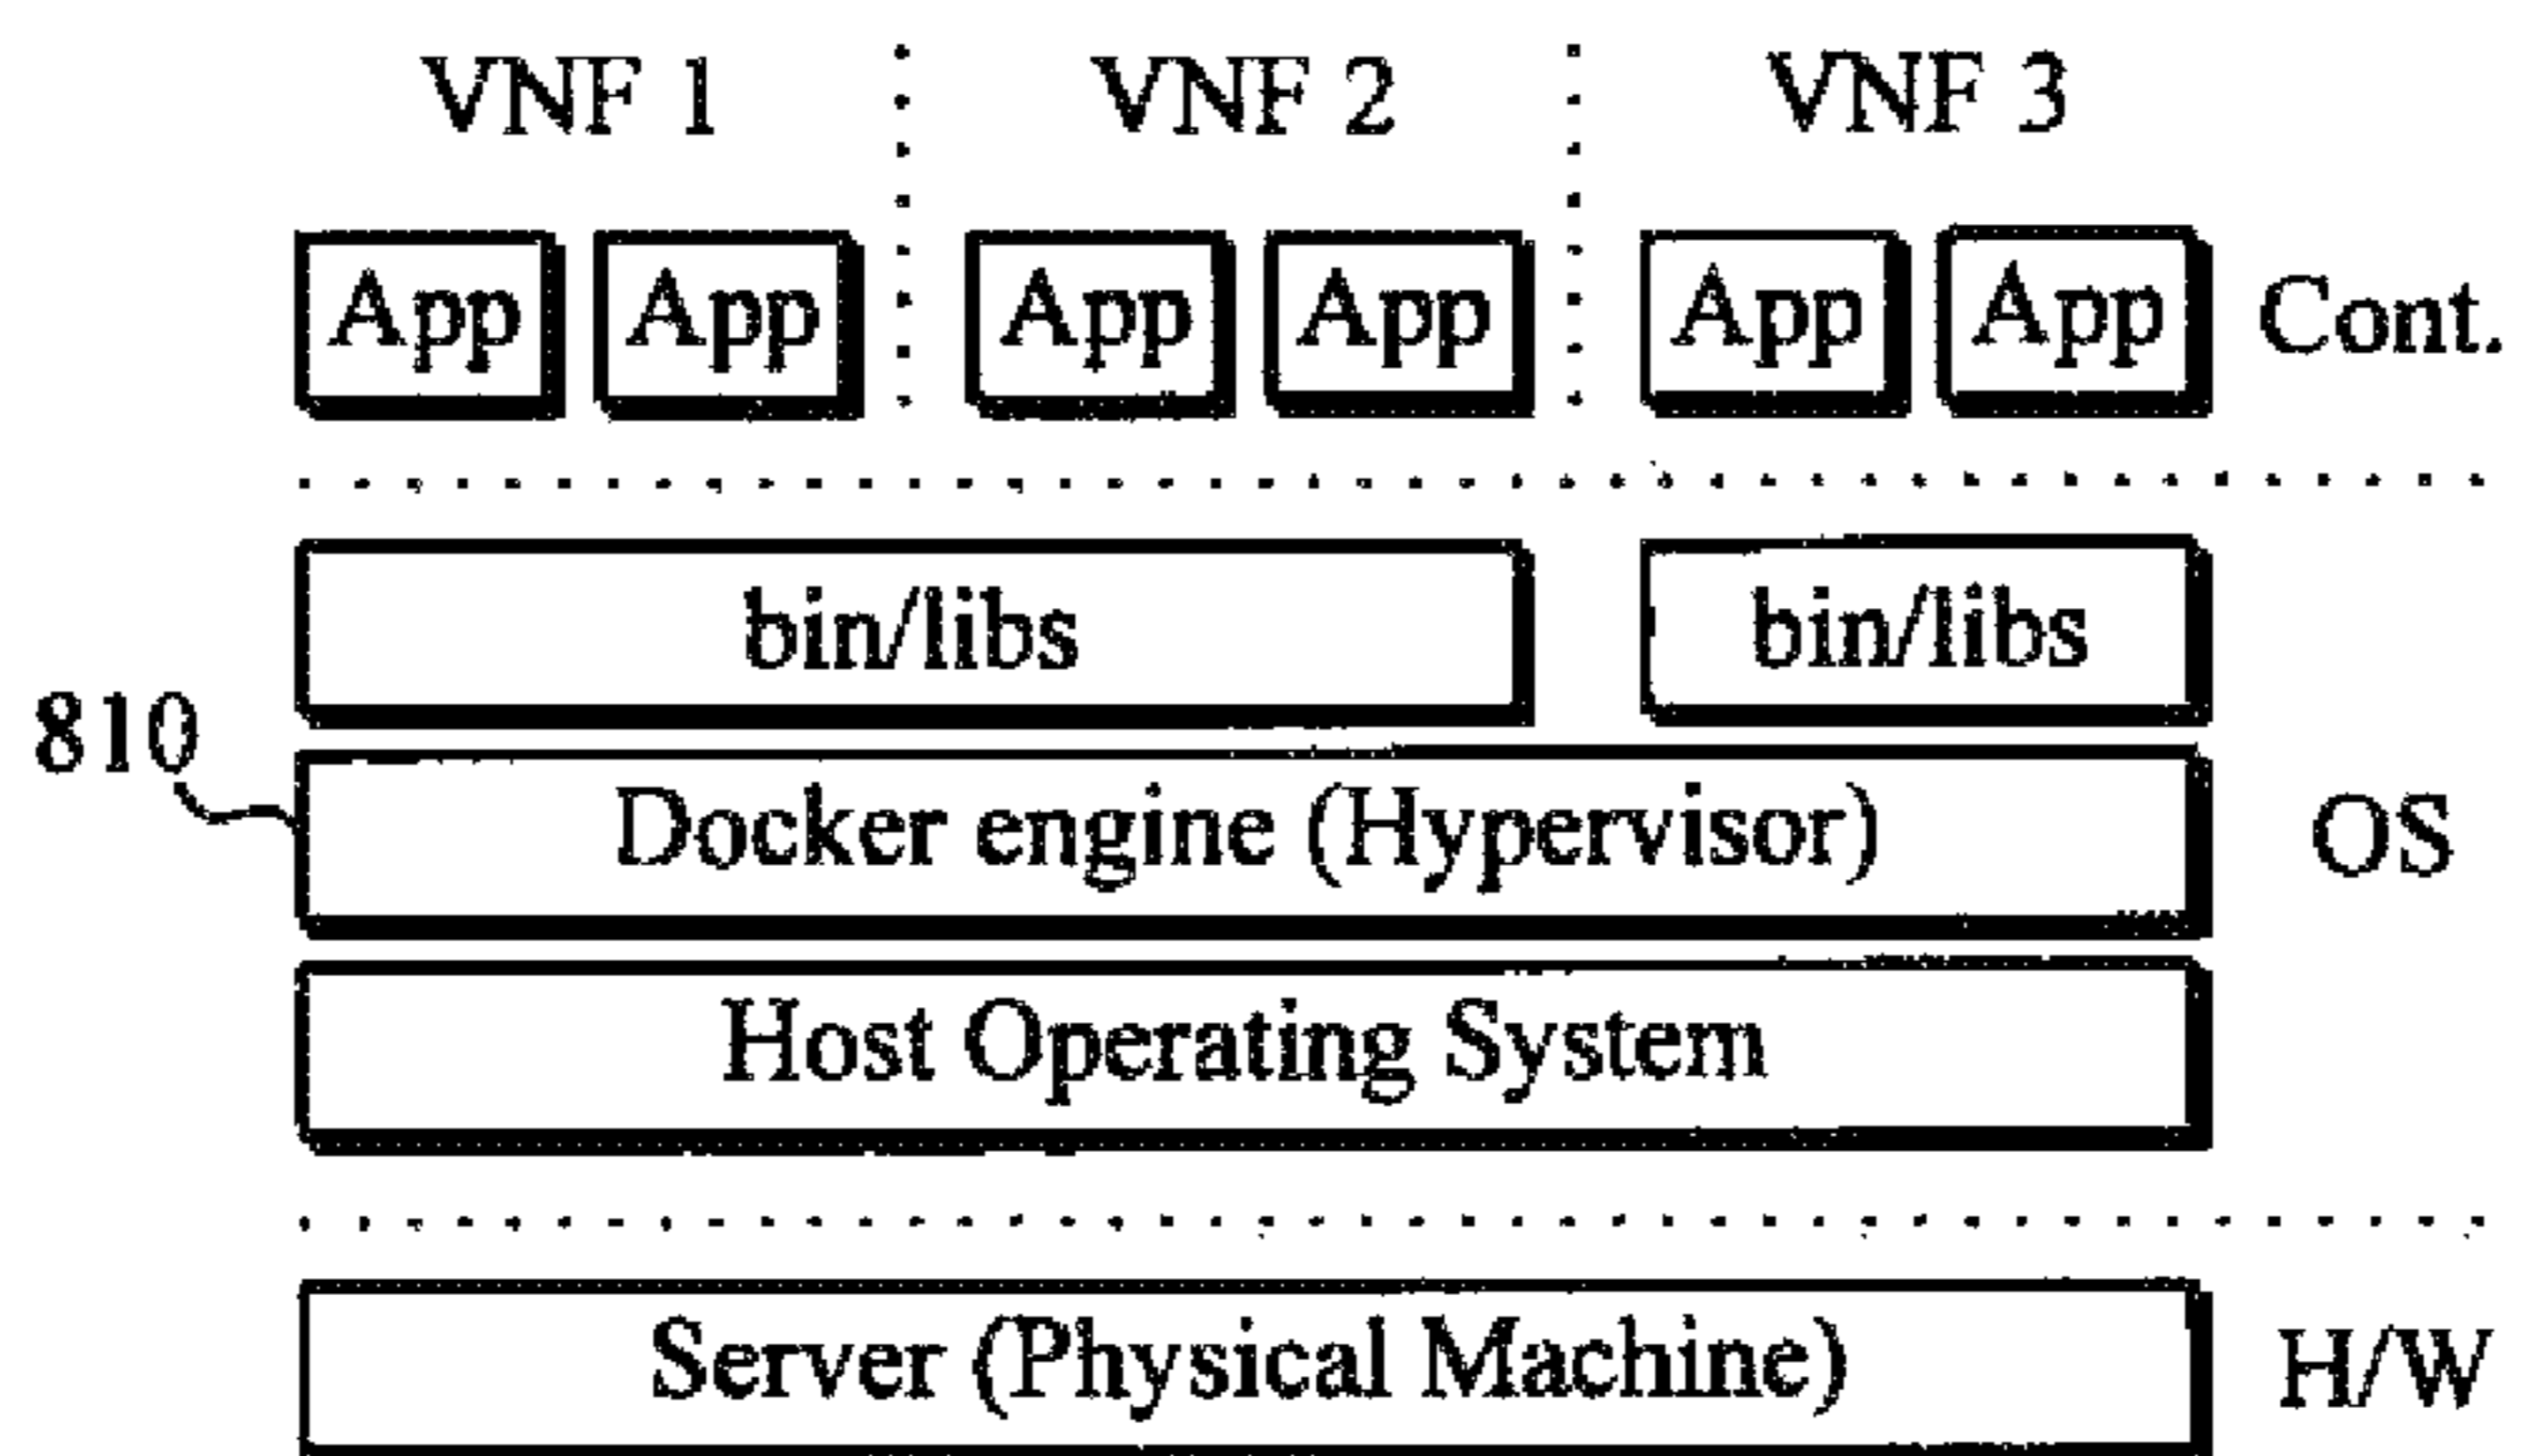 VNF 1 VNF 2 VNF 3
App App App App App App Cont.
bin/libs bin/libs
810
Docker engine (Hypervisor) OS
Host Operating System
Server (Physical Machine) H/W